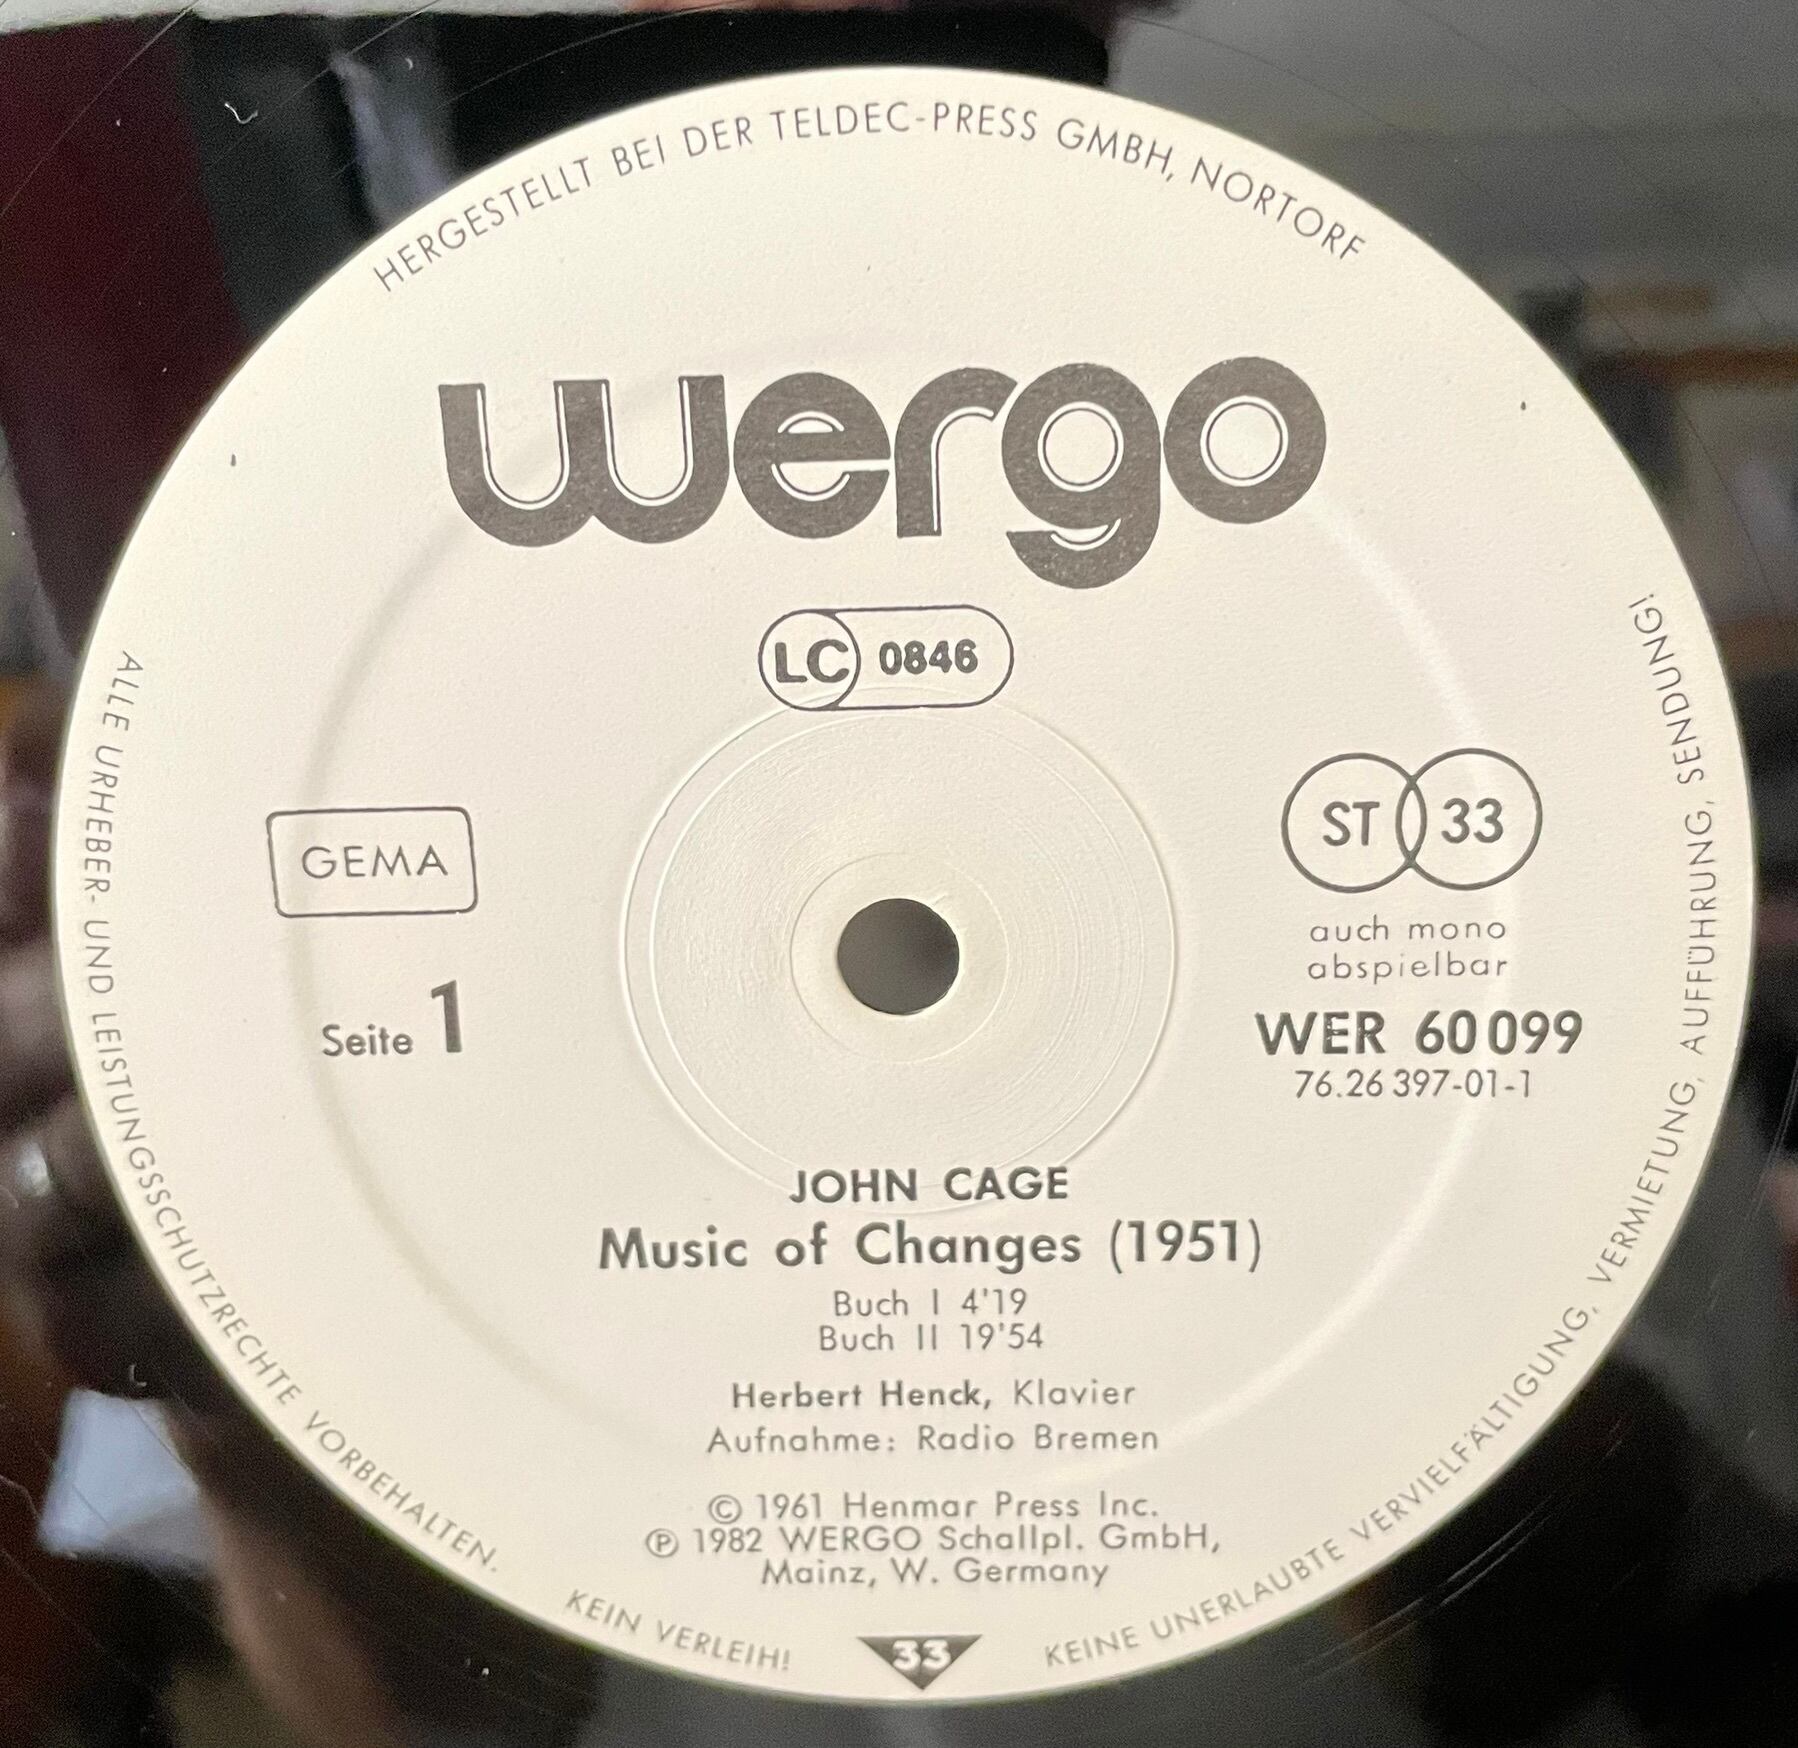 HERGESTELLT BEI DER TELDEC-PRESS GMBH, NORTORF
wergo
LC 0846
GEMA
ST 33
auch mono
abspielbar
Seite 1
WER 60 099
76.26 397-01-1
JOHN CAGE
Music of Changes (1951)
Buch I 4'19
Buch II 19'54
Herbert Henck, Klavier
Aufnahme: Radio Bremen
© 1961 Henmar Press Inc.
℗ 1982 WERGO Schallpl. GmbH,
Mainz, W. Germany
33
ALLE URHEBER- UND LEISTUNGSSCHUTZRECHTE VORBEHALTEN.
KEIN VERLEIH!
KEINE UNERLAUBTE VERVIELFÄLTIGUNG, VERMIETUNG, AUFFÜHRUNG, SENDUNG!